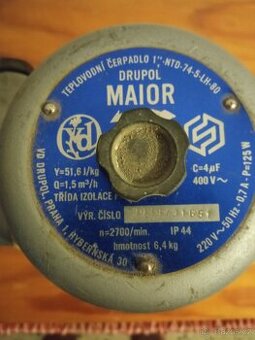 TEPLOVODNÍ ČERPADLO 1"-NTD-74-5-LH-80
DRUPOL
MAIOR
Y=51,6 J/kg
Q=1,5 m³/h
TŘÍDA IZOLACE
C=4μF
400 V~
P=125W
VÝR. ČÍSLO
n=2700/min.
IP 44
hmotnost 6,4 kg
VD DRUPOL, PRAHA 1, HYBERNSKÁ 30
220 V~ 50 Hz - 0,7 A